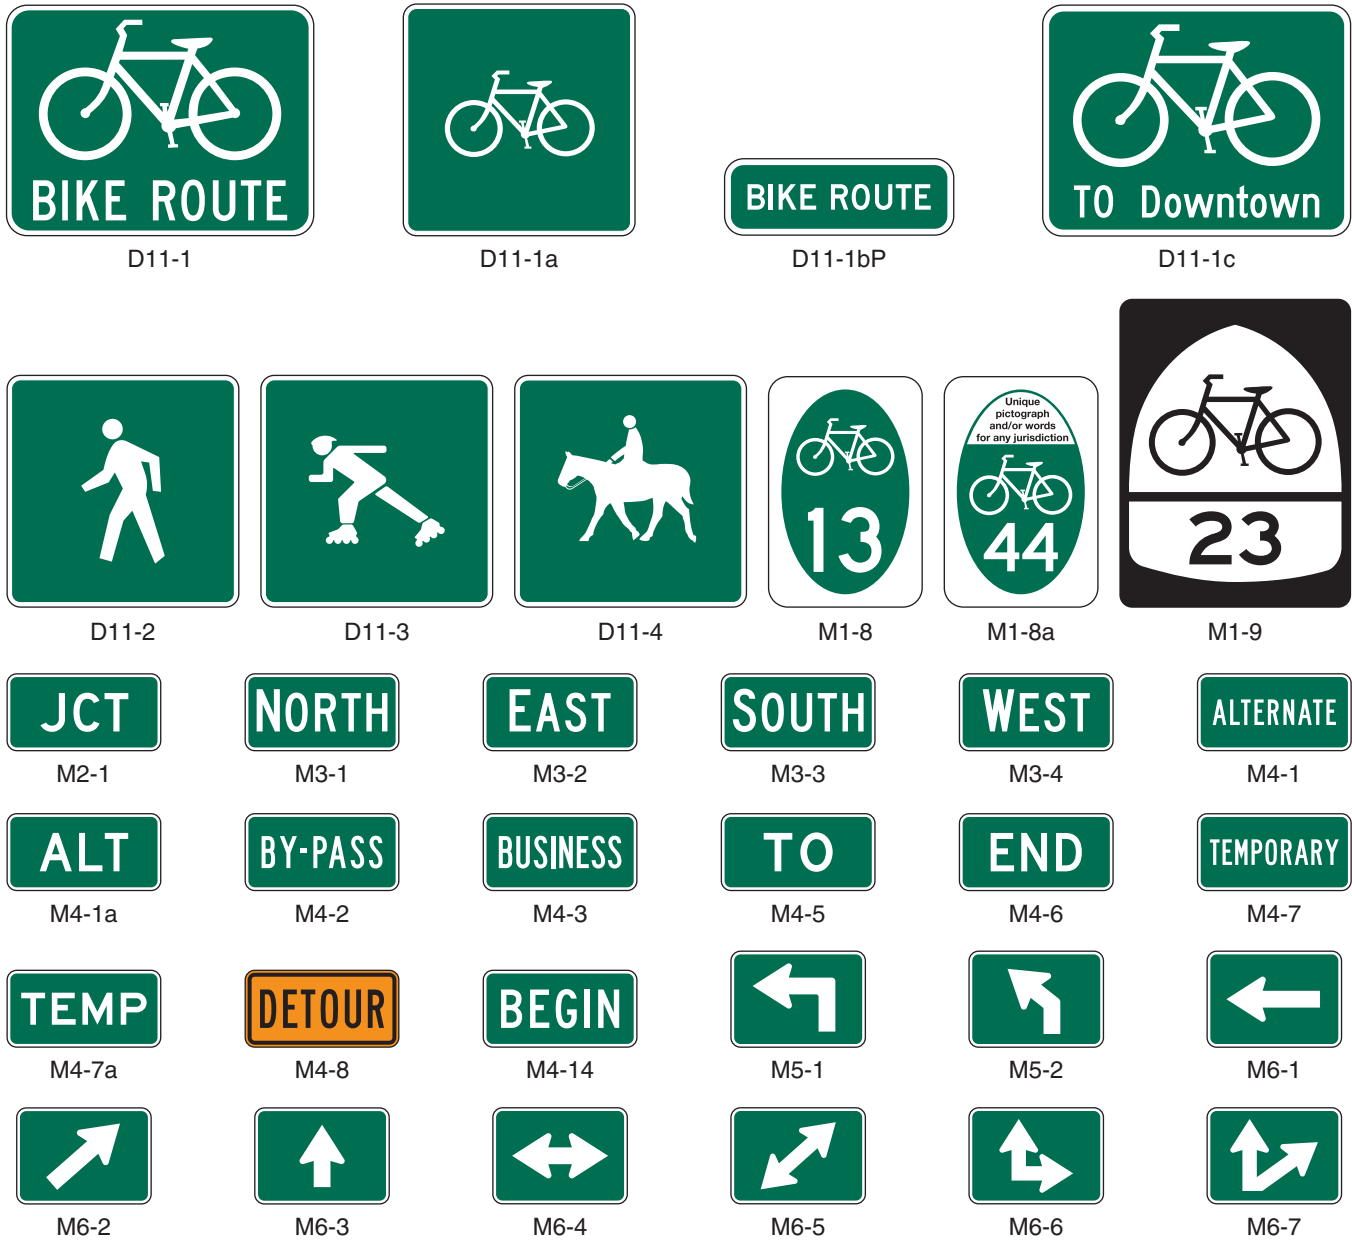 BIKE ROUTE
BIKE ROUTE
TO Downtown
D11-1
D11-1a
D11-1bP
D11-1c
13
Unique
pictograph
and/or words
for any jurisdiction
44
23
D11-2
D11-3
D11-4
M1-8
M1-8a
M1-9
JCT
NORTH
EAST
SOUTH
WEST
ALTERNATE
M2-1
M3-1
M3-2
M3-3
M3-4
M4-1
ALT
BY-PASS
BUSINESS
TO
END
TEMPORARY
M4-1a
M4-2
M4-3
M4-5
M4-6
M4-7
TEMP
DETOUR
BEGIN
M4-7a
M4-8
M4-14
M5-1
M5-2
M6-1
M6-2
M6-3
M6-4
M6-5
M6-6
M6-7